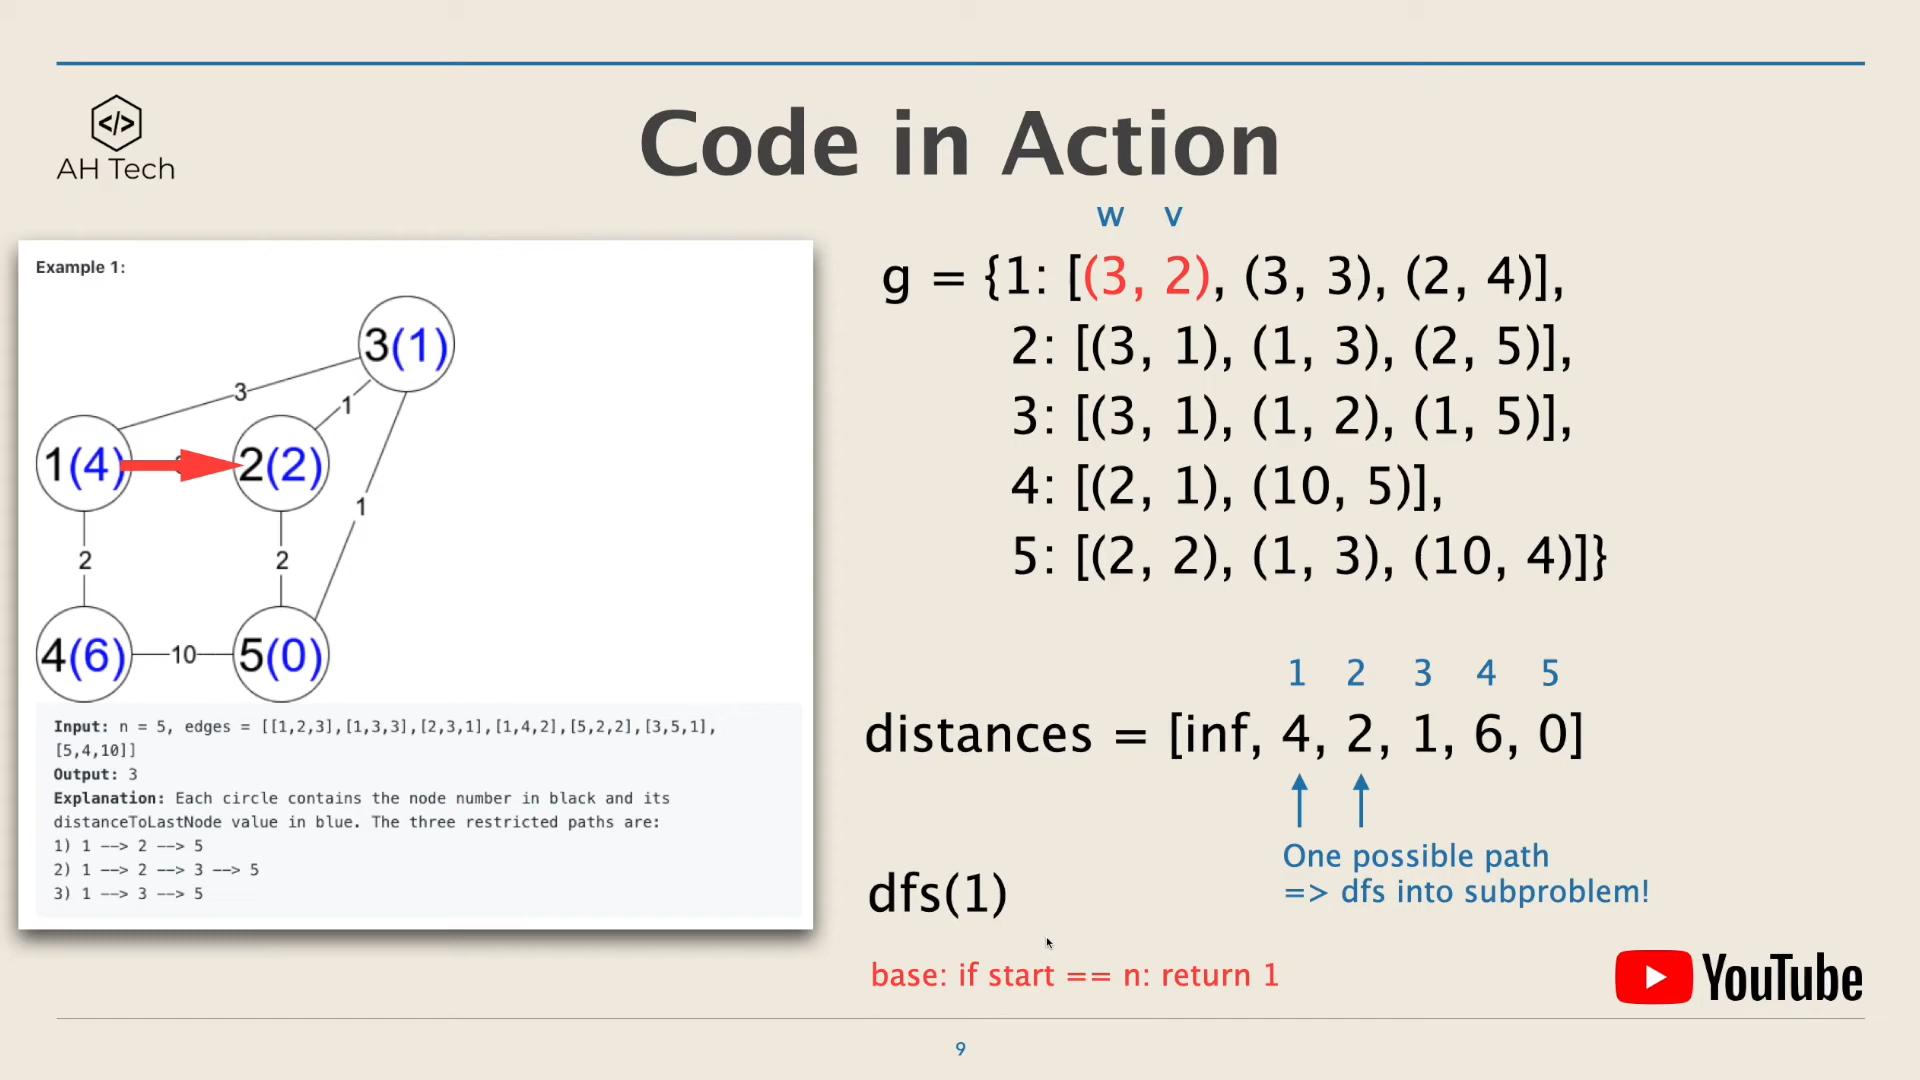 </>
AH Tech
Code in Action
w v
g = {1: [(3, 2), (3, 3), (2, 4)],
2: [(3, 1), (1, 3), (2, 5)],
3: [(3, 1), (1, 2), (1, 5)],
4: [(2, 1), (10, 5)],
5: [(2, 2), (1, 3), (10, 4)]}
Example 1:
3(1)
3
1
1(4)
2(2)
1
2
2
4(6)
10
5(0)
Input: n = 5, edges = [[1,2,3],[1,3,3],[2,3,1],[1,4,2],[5,2,2],[3,5,1],
[5,4,10]]
Output: 3
Explanation: Each circle contains the node number in black and its
distanceToLastNode value in blue. The three restricted paths are:
1) 1 --> 2 --> 5
2) 1 --> 2 --> 3 --> 5
3) 1 --> 3 --> 5
1 2 3 4 5
distances = [inf, 4, 2, 1, 6, 0]
One possible path
=> dfs into subproblem!
dfs(1)
base: if start == n: return 1
YouTube
9